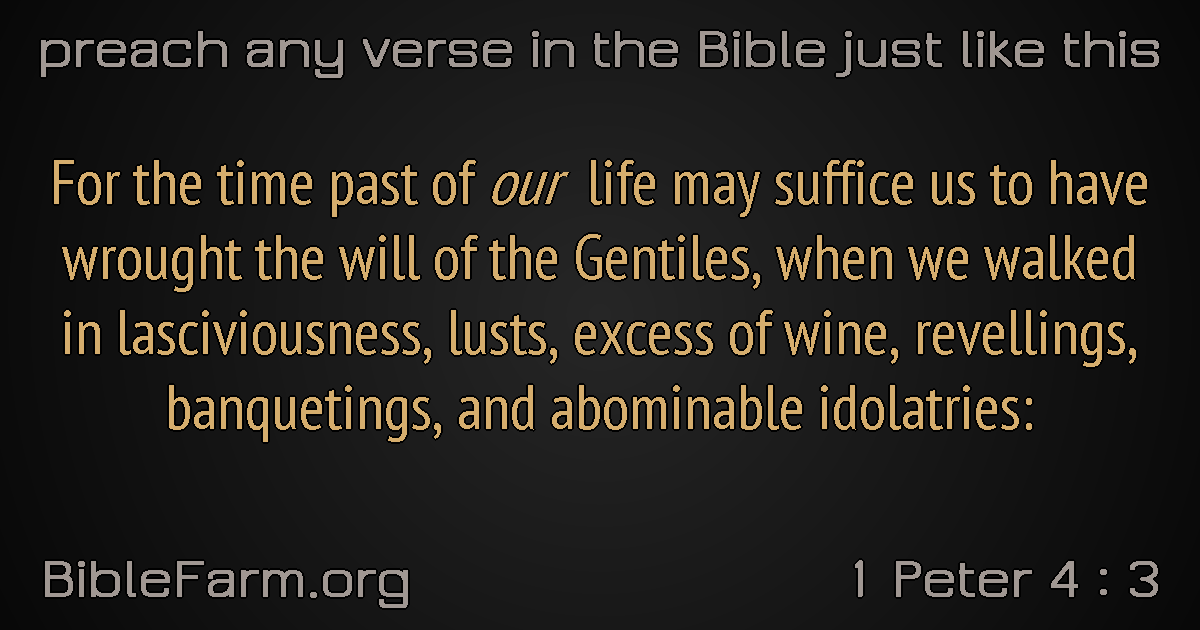 preach any verse in the Bible just like this
For the time past of our life may suffice us to have
wrought the will of the Gentiles, when we walked
in lasciviousness, lusts, excess of wine, revellings,
banquetings, and abominable idolatries:
BibleFarm.org
1 Peter 4 : 3